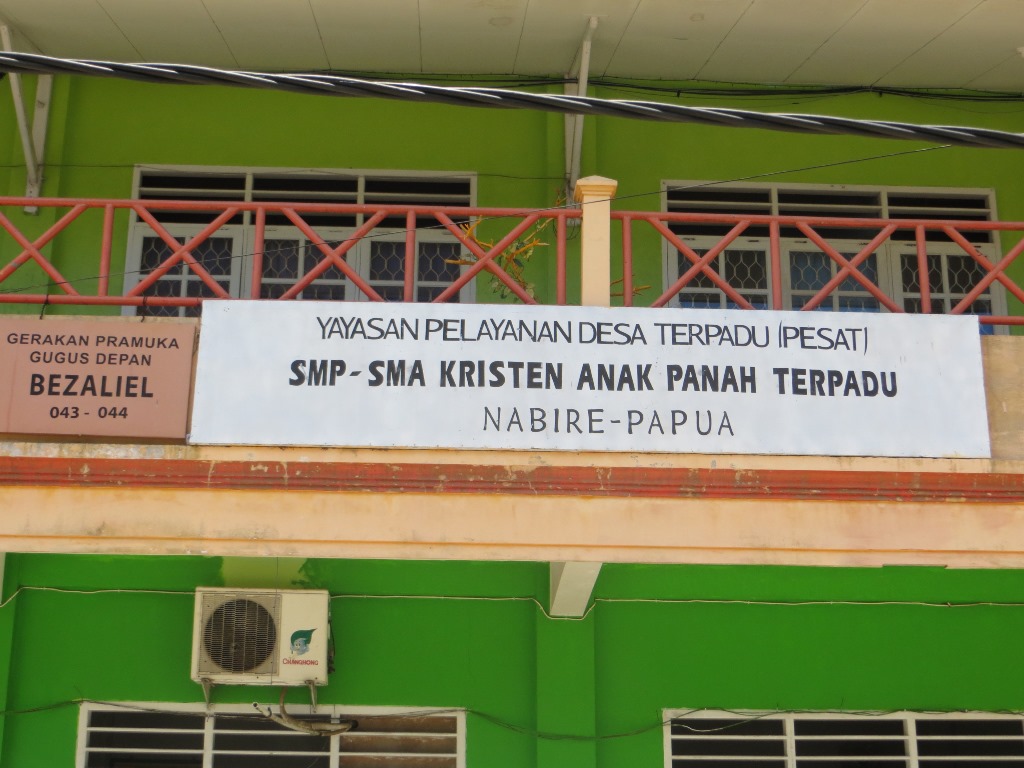 GERAKAN PRAMUKA
GUGUS DEPAN
BEZALIEL
043 - 044
YAYASAN PELAYANAN DESA TERPADU (PESAT)
SMP - SMA KRISTEN ANAK PANAH TERPADU
NABIRE - PAPUA
CHANGHONG